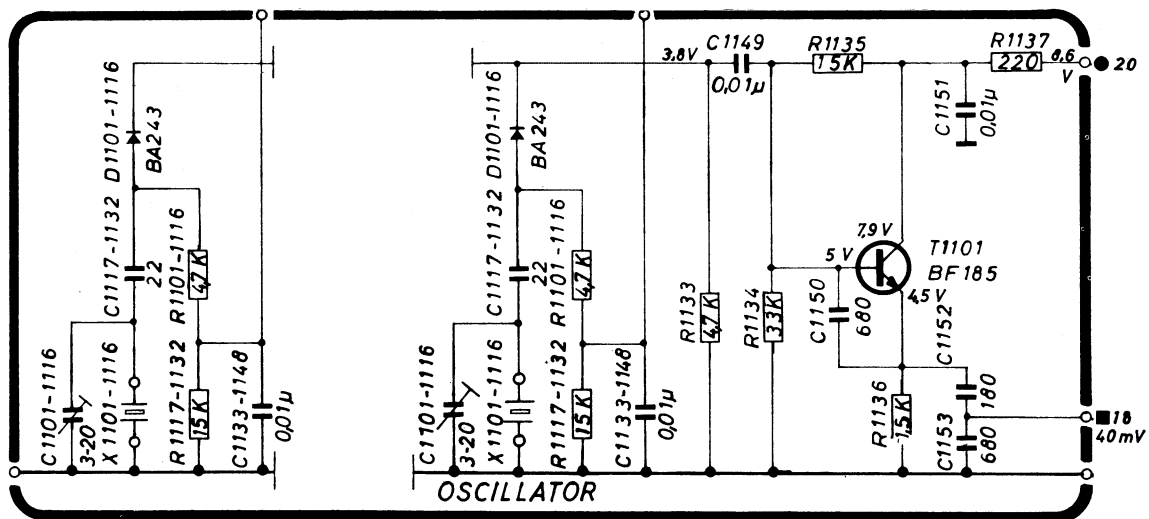 C1149
R1135
R1137
3,8V
15K
220
8,6
V
20
0,01µ
C1151
0,01µ
D1101-1116
BA243
C1117-1132
22
R1101-1116
4,7K
C1101-1116
3-20
X1101-1116
R1117-1132
15K
C1133-1148
0,01µ
D1101-1116
BA243
C1117-1132
22
R1101-1116
4,7K
C1101-1116
3-20
X1101-1116
R1117-1132
15K
C1133-1148
0,01µ
R1133
4,7K
R1134
33K
7,9V
5V
T1101
BF185
4,5V
C1150
680
C1152
180
R1136
1,5K
C1153
680
18
40mV
OSCILLATOR